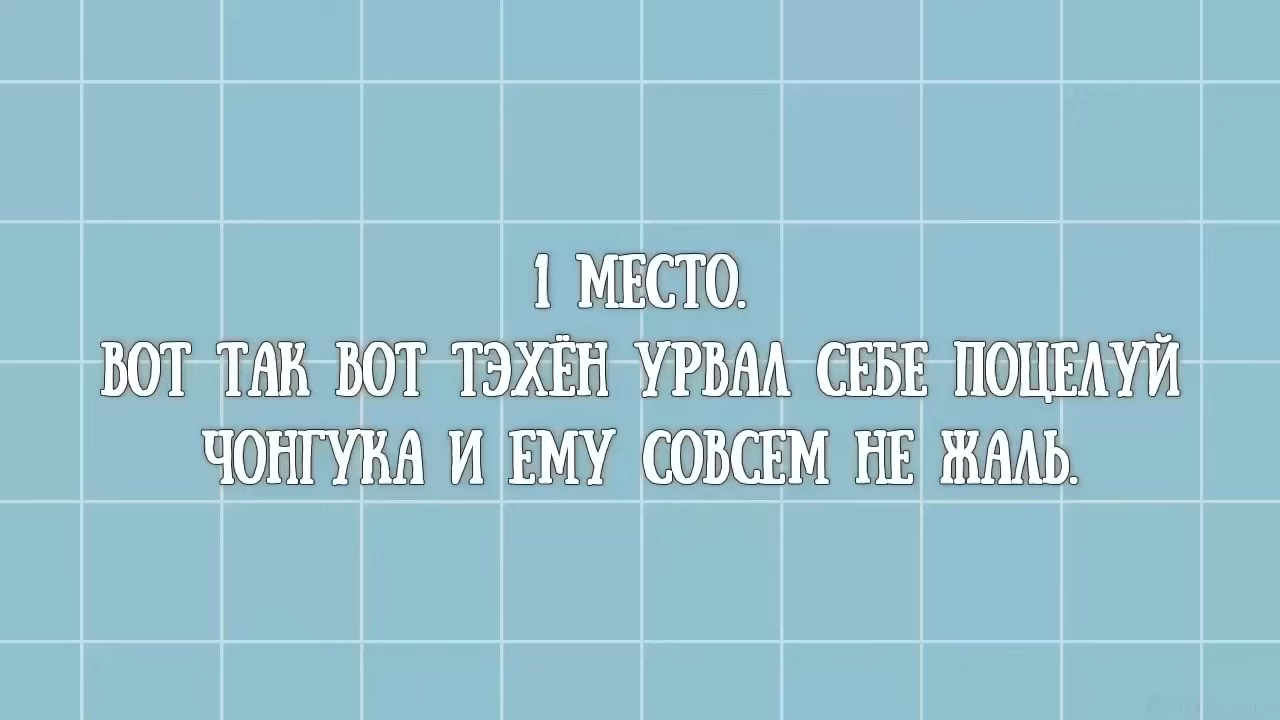 1 МЕСТО.
ВОТ ТАК ВОТ ТЭХЁН УРВАЛ СЕБЕ ПОЦЕЛУЙ
ЧОНГУКА И ЕМУ СОВСЕМ НЕ ЖАЛЬ.